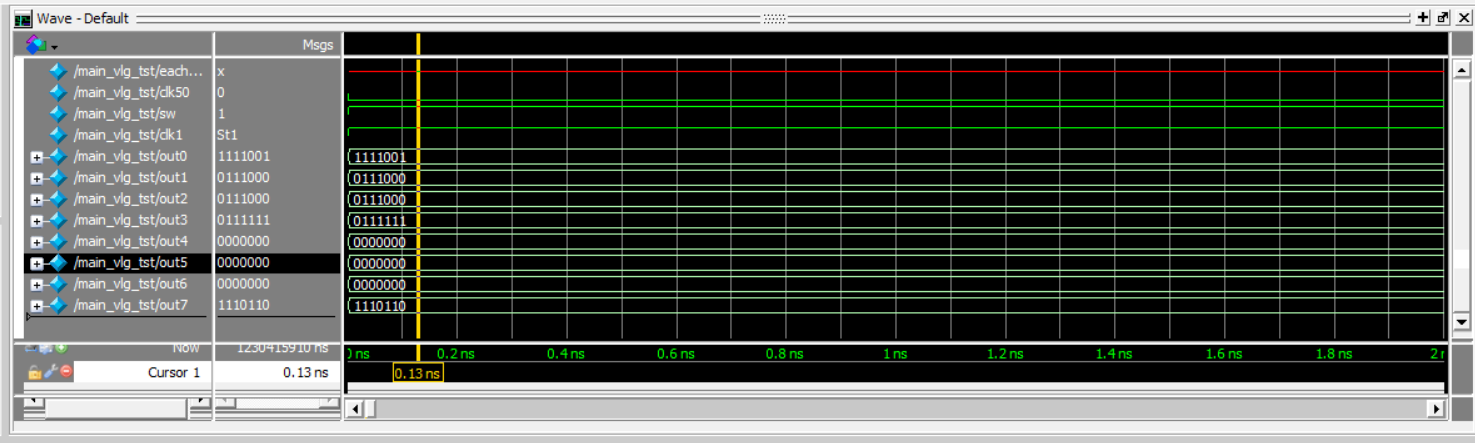 Wave - Default
Msgs
/main_vlg_tst/each... x
/main_vlg_tst/clk50 0
/main_vlg_tst/sw 1
/main_vlg_tst/clk1 St1
/main_vlg_tst/out0 1111001 1111001
/main_vlg_tst/out1 0111000 0111000
/main_vlg_tst/out2 0111000 0111000
/main_vlg_tst/out3 0111111 0111111
/main_vlg_tst/out4 0000000 0000000
/main_vlg_tst/out5 0000000 0000000
/main_vlg_tst/out6 0000000 0000000
/main_vlg_tst/out7 1110110 1110110
Now 1230415910 ns ns 0.2 ns 0.4 ns 0.6 ns 0.8 ns 1 ns 1.2 ns 1.4 ns 1.6 ns 1.8 ns
Cursor 1 0.13 ns 0.13 ns